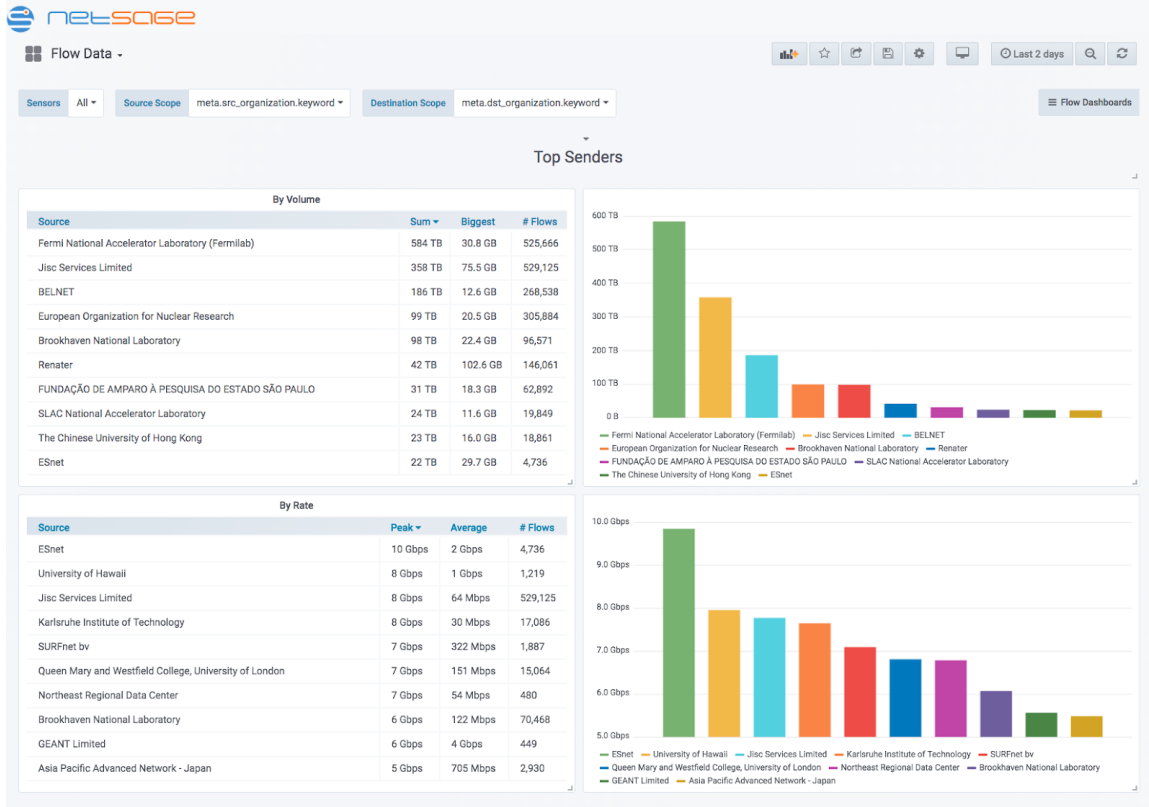 netsage
Flow Data
Last 2 days
Sensors All Source Scope meta.src_organization.keyword Destination Scope meta.dst_organization.keyword Flow Dashboards
Top Senders
By Volume
Source Sum Biggest # Flows
Fermi National Accelerator Laboratory (Fermilab) 584 TB 30.8 GB 525,666
Jisc Services Limited 358 TB 75.5 GB 529,125
BELNET 186 TB 12.6 GB 268,538
European Organization for Nuclear Research 99 TB 20.5 GB 305,884
Brookhaven National Laboratory 98 TB 22.4 GB 96,571
Renater 42 TB 102.6 GB 146,061
FUNDAÇÃO DE AMPARO À PESQUISA DO ESTADO SÃO PAULO 31 TB 18.3 GB 62,892
SLAC National Accelerator Laboratory 24 TB 11.6 GB 19,849
The Chinese University of Hong Kong 23 TB 16.0 GB 18,861
ESnet 22 TB 29.7 GB 4,736
600 TB
500 TB
400 TB
300 TB
200 TB
100 TB
0 B
Fermi National Accelerator Laboratory (Fermilab) Jisc Services Limited BELNET
European Organization for Nuclear Research Brookhaven National Laboratory Renater
FUNDAÇÃO DE AMPARO À PESQUISA DO ESTADO SÃO PAULO SLAC National Accelerator Laboratory
The Chinese University of Hong Kong ESnet
By Rate
Source Peak Average # Flows
ESnet 10 Gbps 2 Gbps 4,736
University of Hawaii 8 Gbps 1 Gbps 1,219
Jisc Services Limited 8 Gbps 64 Mbps 529,125
Karlsruhe Institute of Technology 8 Gbps 30 Mbps 17,086
SURFnet bv 7 Gbps 322 Mbps 1,887
Queen Mary and Westfield College, University of London 7 Gbps 151 Mbps 15,064
Northeast Regional Data Center 7 Gbps 54 Mbps 480
Brookhaven National Laboratory 6 Gbps 122 Mbps 70,468
GEANT Limited 6 Gbps 4 Gbps 449
Asia Pacific Advanced Network - Japan 5 Gbps 705 Mbps 2,930
10.0 Gbps
9.0 Gbps
8.0 Gbps
7.0 Gbps
6.0 Gbps
5.0 Gbps
ESnet University of Hawaii Jisc Services Limited Karlsruhe Institute of Technology SURFnet bv
Queen Mary and Westfield College, University of London Northeast Regional Data Center Brookhaven National Laboratory
GEANT Limited Asia Pacific Advanced Network - Japan